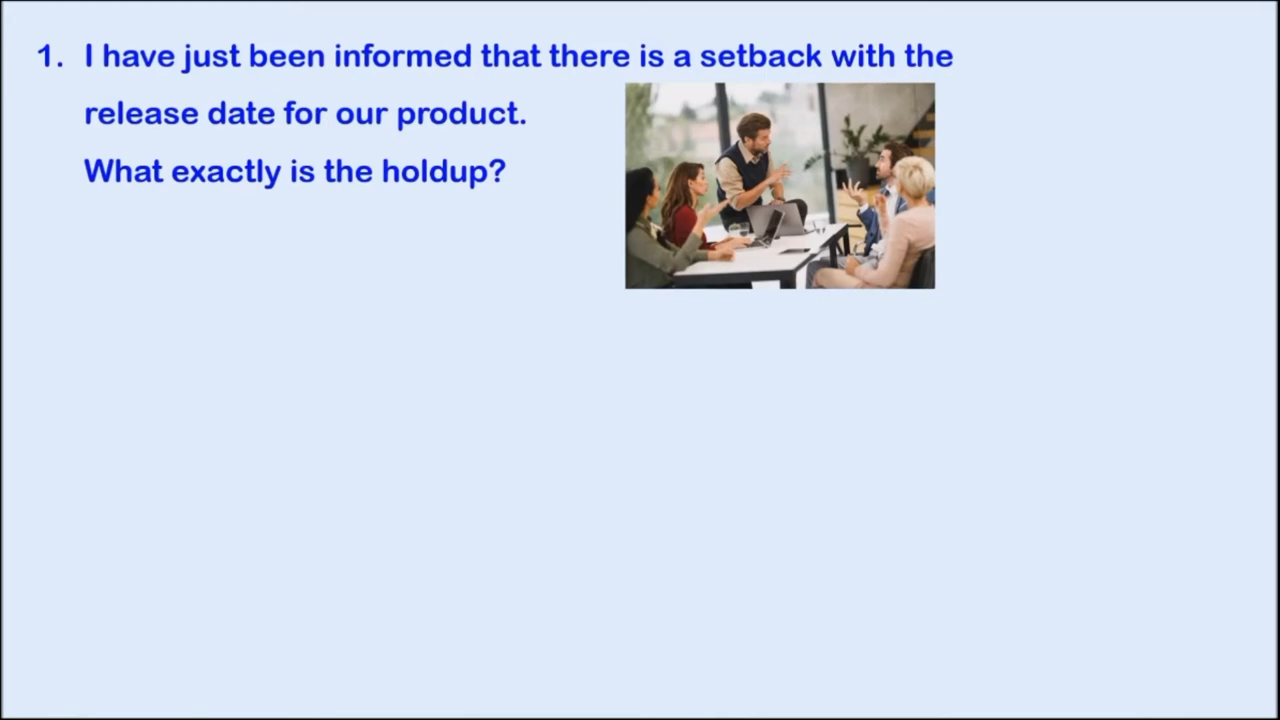 1. I have just been informed that there is a setback with the
release date for our product.
What exactly is the holdup?